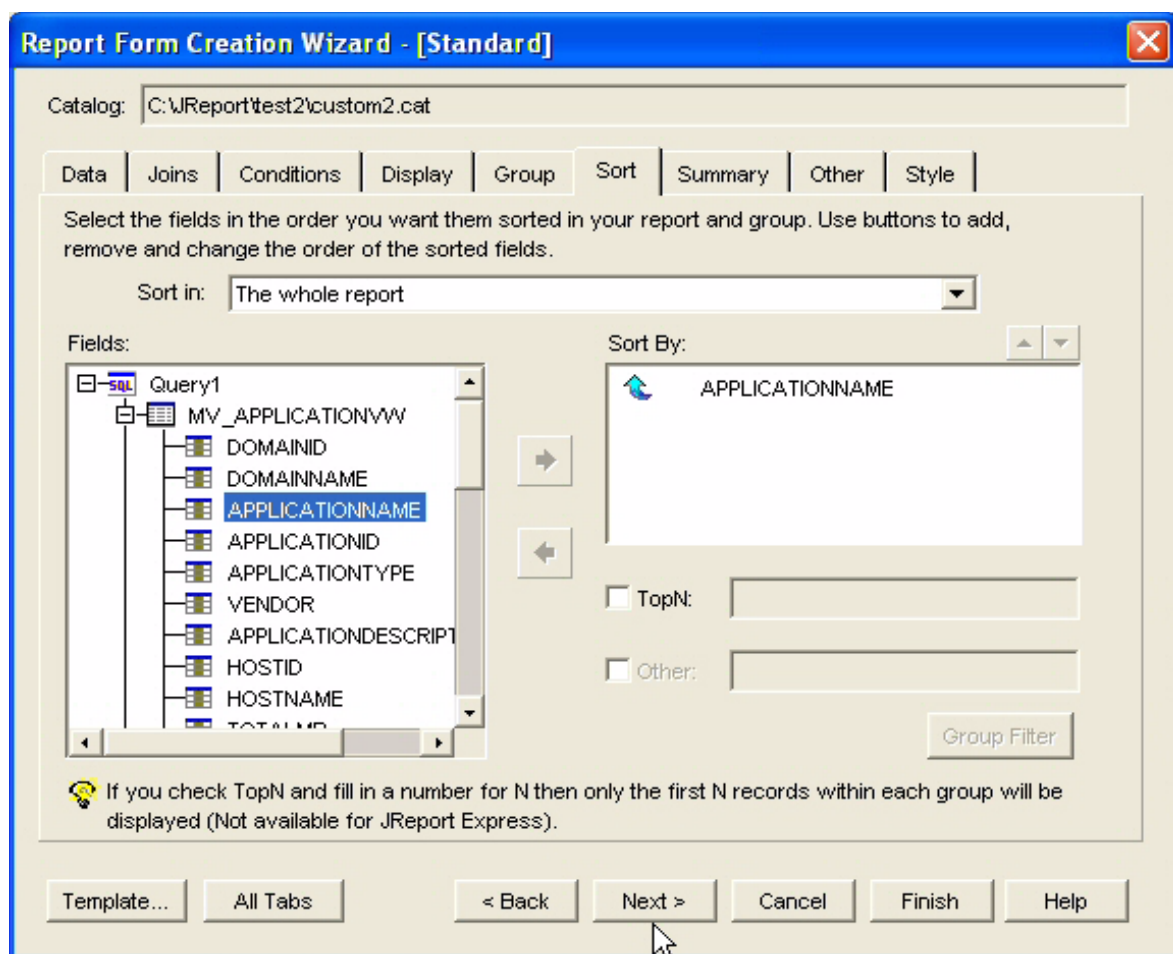 Report Form Creation Wizard - [Standard]
Catalog: C:\JReport\test2\custom2.cat
Data Joins Conditions Display Group Sort Summary Other Style
Select the fields in the order you want them sorted in your report and group. Use buttons to add,
remove and change the order of the sorted fields.
Sort in: The whole report
Fields:
SQL Query1
MV_APPLICATIONVW
DOMAINID
DOMAINNAME
APPLICATIONNAME
APPLICATIONID
APPLICATIONTYPE
VENDOR
APPLICATIONDESCRIPT
HOSTID
HOSTNAME
TOTALMB
Sort By:
APPLICATIONNAME
TopN:
Other:
Group Filter
If you check TopN and fill in a number for N then only the first N records within each group will be
displayed (Not available for JReport Express).
Template... All Tabs < Back Next > Cancel Finish Help